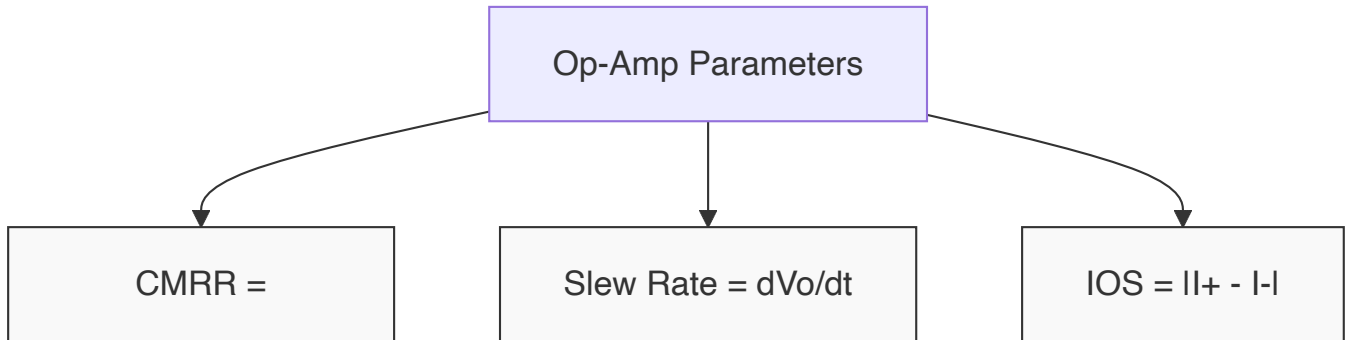 Op-Amp Parameters
CMRR =
Slew Rate = dVo/dt
IOS = |I+ - I-|